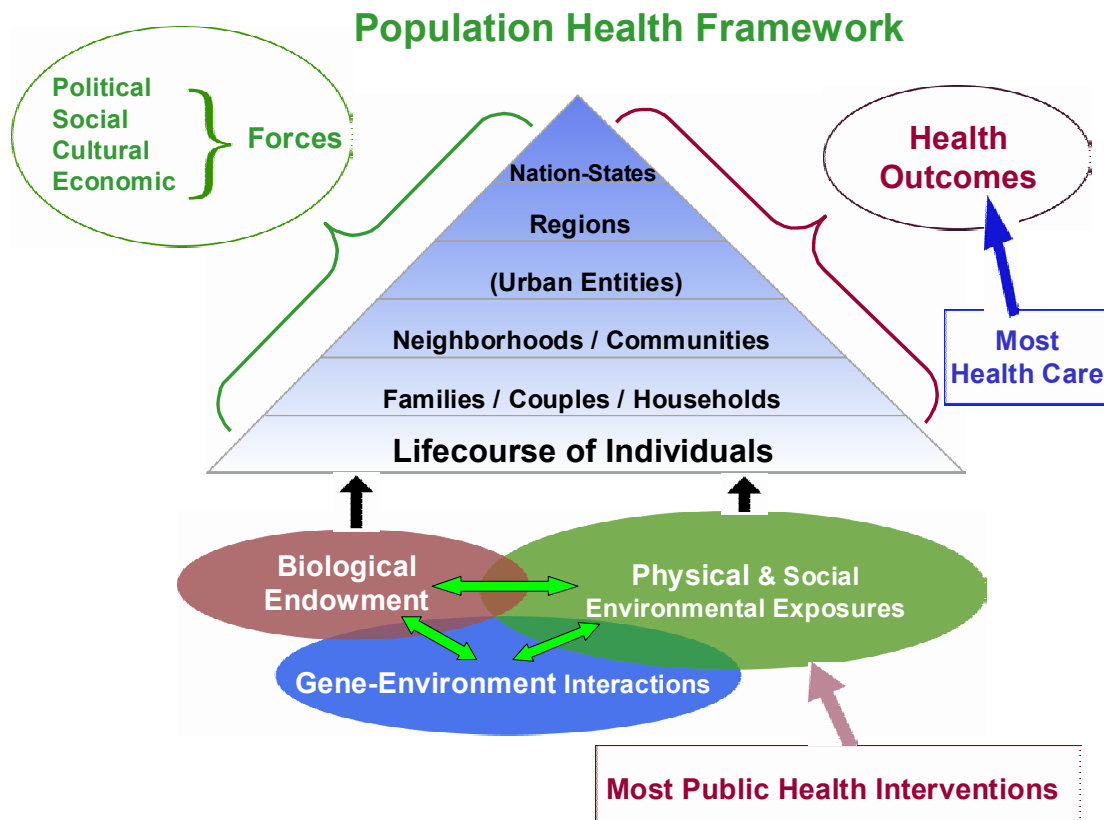 Population Health Framework
Political
Social
Cultural
Economic
Forces
Health
Outcomes
Most
Health Care
Nation-States
Regions
(Urban Entities)
Neighborhoods / Communities
Families / Couples / Households
Lifecourse of Individuals
Biological
Endowment
Physical & Social
Environmental Exposures
Gene-Environment Interactions
Most Public Health Interventions